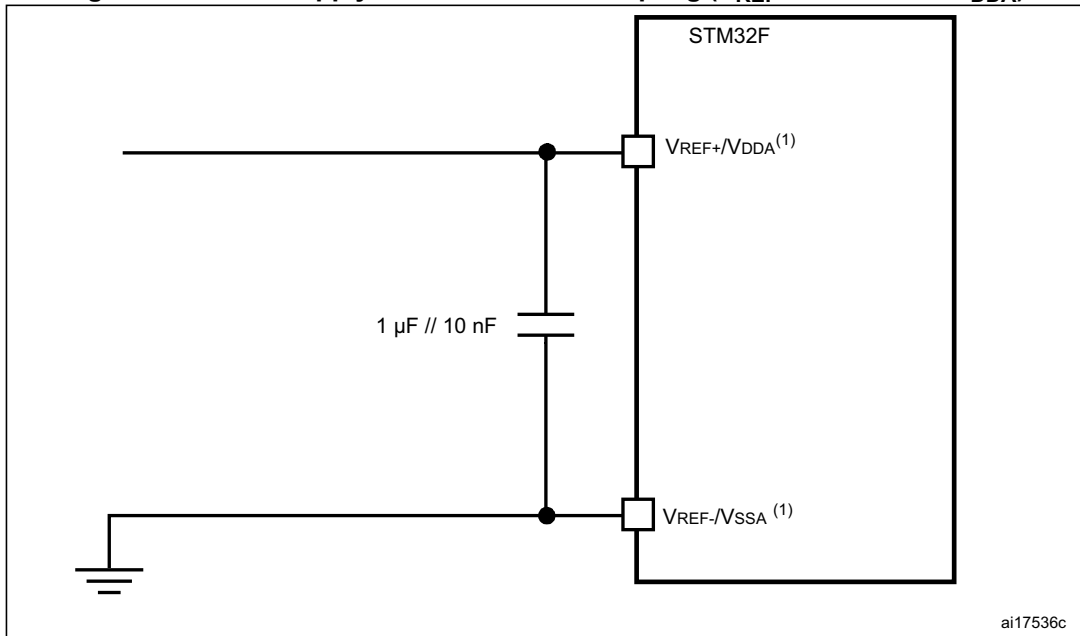 STM32F
VREF+/VDDA(1)
1 µF // 10 nF
VREF-/VSSA (1)
ai17536c